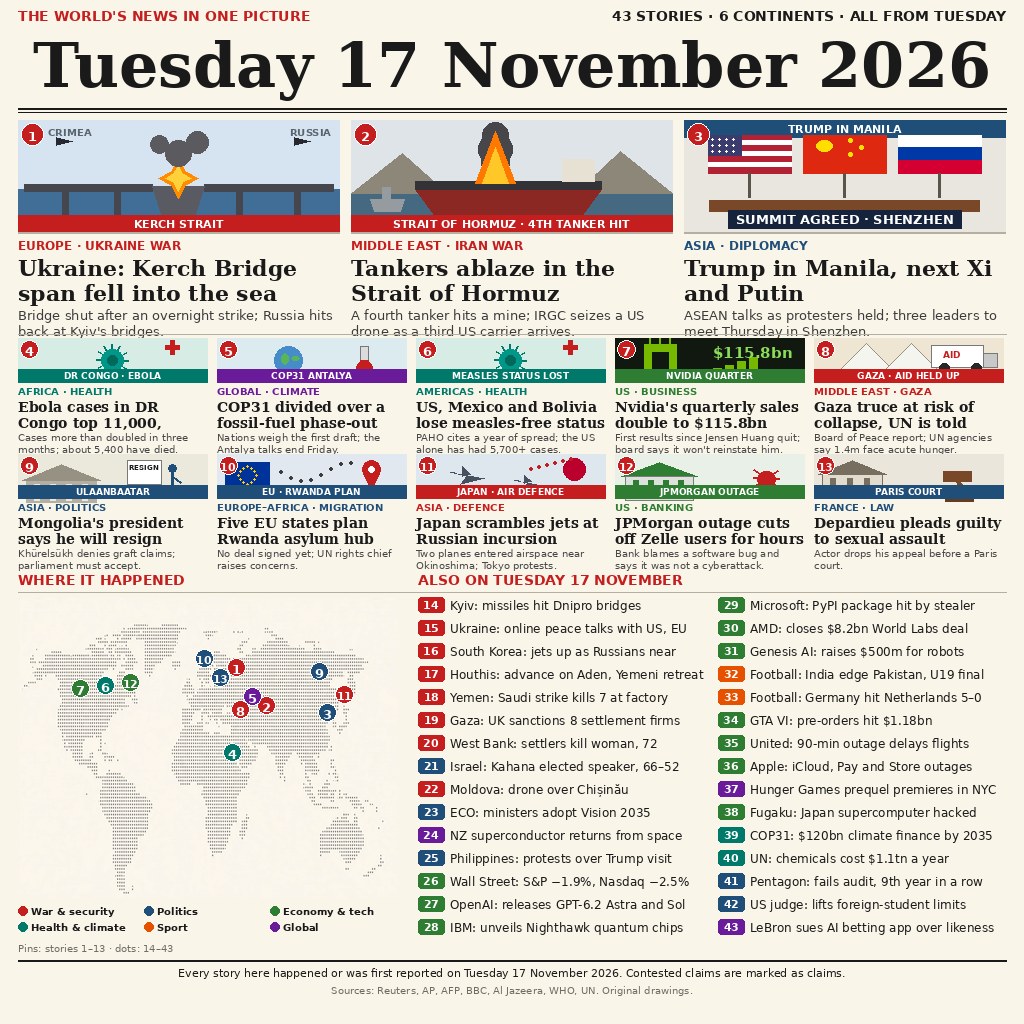 THE WORLD'S NEWS IN ONE PICTURE
43 STORIES · 6 CONTINENTS · ALL FROM TUESDAY
Tuesday 17 November 2026
1
CRIMEA
RUSSIA
KERCH STRAIT
EUROPE · UKRAINE WAR
Ukraine: Kerch Bridge
span fell into the sea
Bridge shut after an overnight strike; Russia hits
back at Kyiv's bridges.
2
STRAIT OF HORMUZ · 4TH TANKER HIT
MIDDLE EAST · IRAN WAR
Tankers ablaze in the
Strait of Hormuz
A fourth tanker hits a mine; IRGC seizes a US
drone as a third US carrier arrives.
3
TRUMP IN MANILA
SUMMIT AGREED · SHENZHEN
ASIA · DIPLOMACY
Trump in Manila, next Xi
and Putin
ASEAN talks as protesters held; three leaders to
meet Thursday in Shenzhen.
4
DR CONGO · EBOLA
AFRICA · HEALTH
Ebola cases in DR
Congo top 11,000,
Cases more than doubled in three
months; about 5,400 have died.
5
COP31 ANTALYA
GLOBAL · CLIMATE
COP31 divided over a
fossil-fuel phase-out
Nations weigh the first draft; the
Antalya talks end Friday.
6
MEASLES STATUS LOST
AMERICAS · HEALTH
US, Mexico and Bolivia
lose measles-free status
PAHO cites a year of spread; the US
alone has had 5,700+ cases.
7
$115.8bn
NVIDIA QUARTER
US · BUSINESS
Nvidia's quarterly sales
double to $115.8bn
First results since Jensen Huang quit;
board says it won't reinstate him.
8
AID
GAZA · AID HELD UP
MIDDLE EAST · GAZA
Gaza truce at risk of
collapse, UN is told
Board of Peace report; UN agencies
say 1.4m face acute hunger.
9
RESIGN
ULAANBAATAR
ASIA · POLITICS
Mongolia's president
says he will resign
Khürelsükh denies graft claims;
parliament must accept.
10
EU · RWANDA PLAN
EUROPE–AFRICA · MIGRATION
Five EU states plan
Rwanda asylum hub
No deal signed yet; UN rights chief
raises concerns.
11
JAPAN · AIR DEFENCE
ASIA · DEFENCE
Japan scrambles jets at
Russian incursion
Two planes entered airspace near
Okinoshima; Tokyo protests.
12
JPMORGAN OUTAGE
US · BANKING
JPMorgan outage cuts
off Zelle users for hours
Bank blames a software bug and
says it was not a cyberattack.
13
PARIS COURT
FRANCE · LAW
Depardieu pleads guilty
to sexual assault
Actor drops his appeal before a Paris
court.
WHERE IT HAPPENED
10
1
13
9
7
6
12
5
2
8
11
3
4
War & security
Politics
Economy & tech
Health & climate
Sport
Global
Pins: stories 1–13 · dots: 14–43
ALSO ON TUESDAY 17 NOVEMBER
14 Kyiv: missiles hit Dnipro bridges
15 Ukraine: online peace talks with US, EU
16 South Korea: jets up as Russians near
17 Houthis: advance on Aden, Yemeni retreat
18 Yemen: Saudi strike kills 7 at factory
19 Gaza: UK sanctions 8 settlement firms
20 West Bank: settlers kill woman, 72
21 Israel: Kahana elected speaker, 66–52
22 Moldova: drone over Chișinău
23 ECO: ministers adopt Vision 2035
24 NZ superconductor returns from space
25 Philippines: protests over Trump visit
26 Wall Street: S&P −1.9%, Nasdaq −2.5%
27 OpenAI: releases GPT-6.2 Astra and Sol
28 IBM: unveils Nighthawk quantum chips
29 Microsoft: PyPI package hit by stealer
30 AMD: closes $8.2bn World Labs deal
31 Genesis AI: raises $500m for robots
32 Football: India edge Pakistan, U19 final
33 Football: Germany hit Netherlands 5–0
34 GTA VI: pre-orders hit $1.18bn
35 United: 90-min outage delays flights
36 Apple: iCloud, Pay and Store outages
37 Hunger Games prequel premieres in NYC
38 Fugaku: Japan supercomputer hacked
39 COP31: $120bn climate finance by 2035
40 UN: chemicals cost $1.1tn a year
41 Pentagon: fails audit, 9th year in a row
42 US judge: lifts foreign-student limits
43 LeBron sues AI betting app over likeness
Every story here happened or was first reported on Tuesday 17 November 2026. Contested claims are marked as claims.
Sources: Reuters, AP, AFP, BBC, Al Jazeera, WHO, UN. Original drawings.